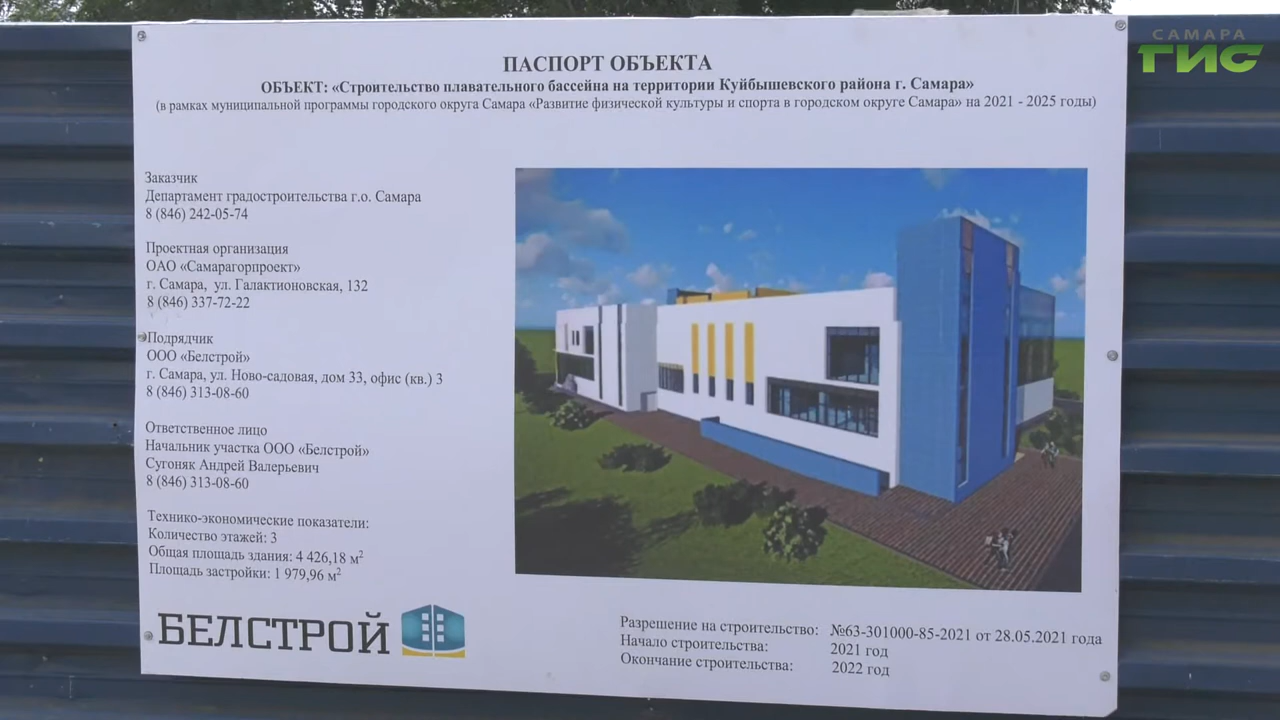 САМАРА
ГИС
ПАСПОРТ ОБЪЕКТА
ОБЪЕКТ: «Строительство плавательного бассейна на территории Куйбышевского района г. Самара»
(в рамках муниципальной программы городского округа Самара «Развитие физической культуры и спорта в городском округе Самара» на 2021 - 2025 годы)
Заказчик
Департамент градостроительства г.о. Самара
8 (846) 242-05-74
Проектная организация
ОАО «Самарагорпроект»
г. Самара, ул. Галактионовская, 132
8 (846) 337-72-22
Подрядчик
ООО «Белстрой»
г. Самара, ул. Ново-садовая, дом 33, офис (кв.) 3
8 (846) 313-08-60
Ответственное лицо
Начальник участка ООО «Белстрой»
Сугоняк Андрей Валерьевич
8 (846) 313-08-60
Технико-экономические показатели:
Количество этажей: 3
Общая площадь здания: 4 426,18 м²
Площадь застройки: 1 979,96 м²
БЕЛСТРОЙ
Разрешение на строительство: №63-301000-85-2021 от 28.05.2021 года
Начало строительства: 2021 год
Окончание строительства: 2022 год